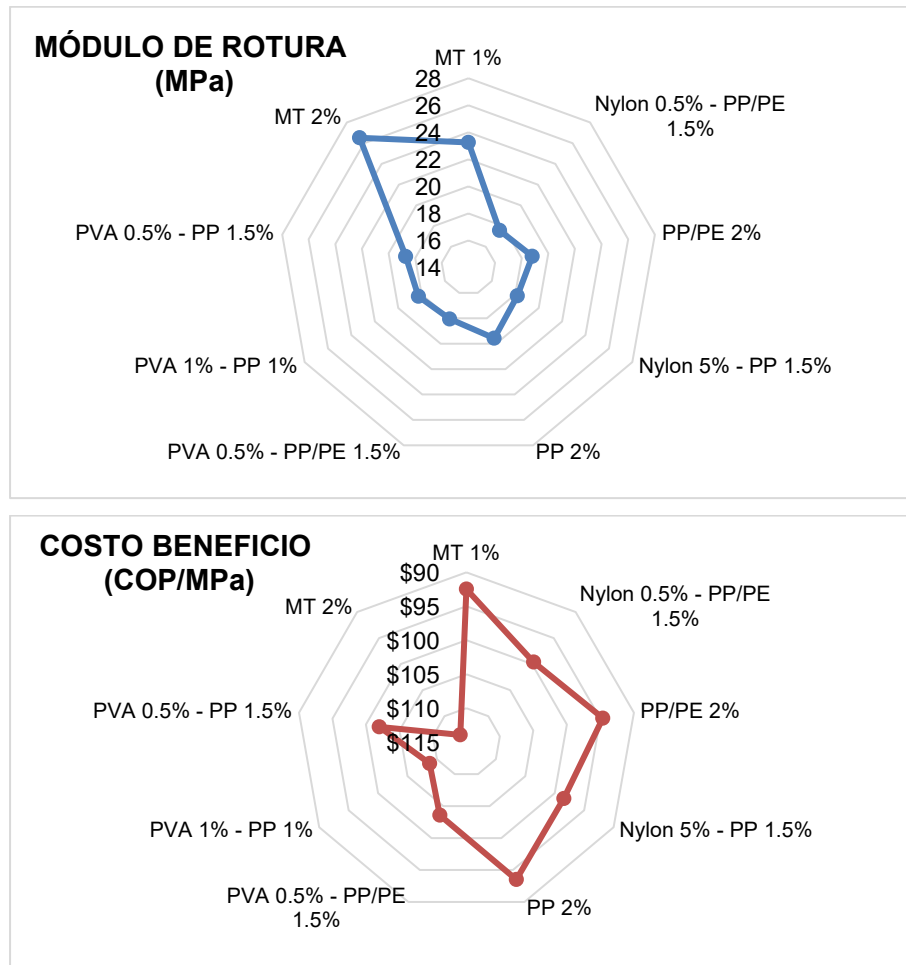 MÓDULO DE ROTURA
(MPa)
MT 1%
Nylon 0.5% - PP/PE
1.5%
PP/PE 2%
Nylon 5% - PP 1.5%
PP 2%
PVA 0.5% - PP/PE 1.5%
PVA 1% - PP 1%
PVA 0.5% - PP 1.5%
MT 2%
28
26
24
22
20
18
16
14
COSTO BENEFICIO
(COP/MPa)
MT 1%
Nylon 0.5% - PP/PE
1.5%
PP/PE 2%
Nylon 5% - PP 1.5%
PP 2%
PVA 0.5% - PP/PE
1.5%
PVA 1% - PP 1%
PVA 0.5% - PP 1.5%
MT 2%
$90
$95
$100
$105
$110
$115